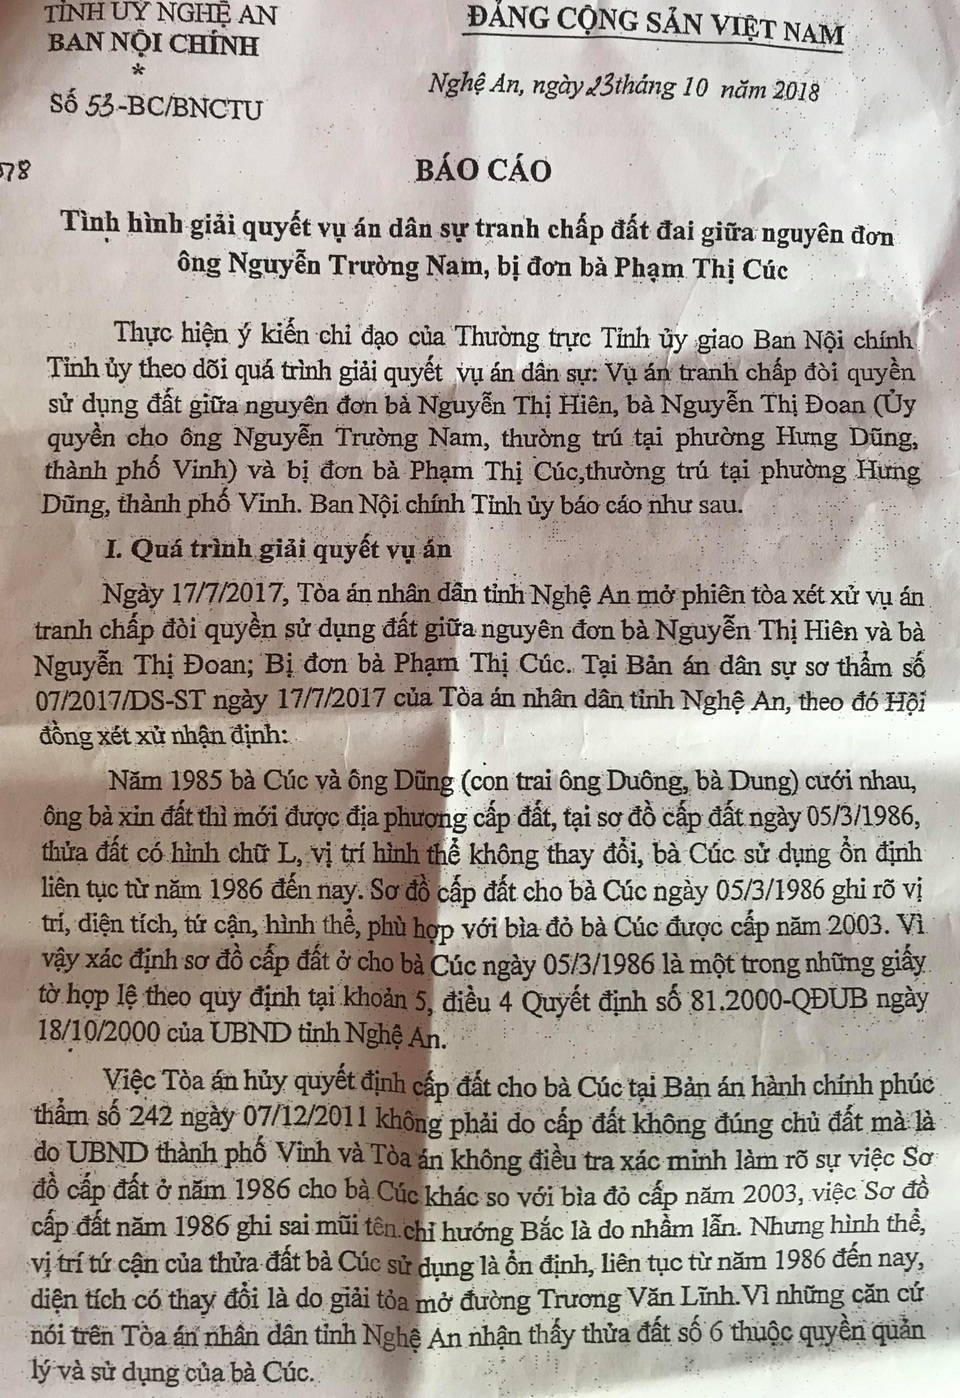 TỈNH UỶ NGHỆ AN
BAN NỘI CHÍNH
*
Số 53-BC/BNCTU
ĐẢNG CỘNG SẢN VIỆT NAM
Nghệ An, ngày 23 tháng 10 năm 2018
078
BÁO CÁO
Tình hình giải quyết vụ án dân sự tranh chấp đất đai giữa nguyên đơn
ông Nguyễn Trường Nam, bị đơn bà Phạm Thị Cúc
Thực hiện ý kiến chỉ đạo của Thường trực Tỉnh ủy giao Ban Nội chính
Tỉnh ủy theo dõi quá trình giải quyết vụ án dân sự: Vụ án tranh chấp đòi quyền
sử dụng đất giữa nguyên đơn bà Nguyễn Thị Hiên, bà Nguyễn Thị Đoan (Ủy
quyền cho ông Nguyễn Trường Nam, thường trú tại phường Hưng Dũng,
thành phố Vinh) và bị đơn bà Phạm Thị Cúc,thường trú tại phường Hưng
Dũng, thành phố Vinh. Ban Nội chính Tỉnh ủy báo cáo như sau.
I. Quá trình giải quyết vụ án
Ngày 17/7/2017, Tòa án nhân dân tỉnh Nghệ An mở phiên tòa xét xử vụ án
tranh chấp đòi quyền sử dụng đất giữa nguyên đơn bà Nguyễn Thị Hiên và bà
Nguyễn Thị Đoan; Bị đơn bà Phạm Thị Cúc. Tại Bản án dân sự sơ thẩm số
07/2017/DS-ST ngày 17/7/2017 của Tòa án nhân dân tỉnh Nghệ An, theo đó Hội
đồng xét xử nhận định:
Năm 1985 bà Cúc và ông Dũng (con trai ông Duông, bà Dung) cưới nhau,
ông bà xin đất thì mới được địa phương cấp đất, tại sơ đồ cấp đất ngày 05/3/1986,
thửa đất có hình chữ L, vị trí hình thể không thay đổi, bà Cúc sử dụng ổn định
liên tục từ năm 1986 đến nay. Sơ đồ cấp đất cho bà Cúc ngày 05/3/1986 ghi rõ vị
trí, diện tích, tứ cận, hình thể, phù hợp với bìa đỏ bà Cúc được cấp năm 2003. Vì
vậy xác định sơ đồ cấp đất ở cho bà Cúc ngày 05/3/1986 là một trong những giấy
tờ hợp lệ theo quy định tại khoản 5, điều 4 Quyết định số 81.2000-QĐUB ngày
18/10/2000 của UBND tỉnh Nghệ An.
Việc Tòa án hủy quyết định cấp đất cho bà Cúc tại Bản án hành chính phúc
thẩm số 242 ngày 07/12/2011 không phải do cấp đất không đúng chủ đất mà là
do UBND thành phố Vinh và Tòa án không điều tra xác minh làm rõ sự việc Sơ
đồ cấp đất ở năm 1986 cho bà Cúc khác so với bìa đỏ cấp năm 2003, việc Sơ đồ
cấp đất năm 1986 ghi sai mũi tên chỉ hướng Bắc là do nhầm lẫn. Nhưng hình thể,
vị trí tứ cận của thửa đất bà Cúc sử dụng là ổn định, liên tục từ năm 1986 đến nay,
diện tích có thay đổi là do giải tỏa mở đường Trương Văn Lĩnh.Vì những căn cứ
nói trên Tòa án nhân dân tỉnh Nghệ An nhận thấy thửa đất số 6 thuộc quyền quản
lý và sử dụng của bà Cúc.